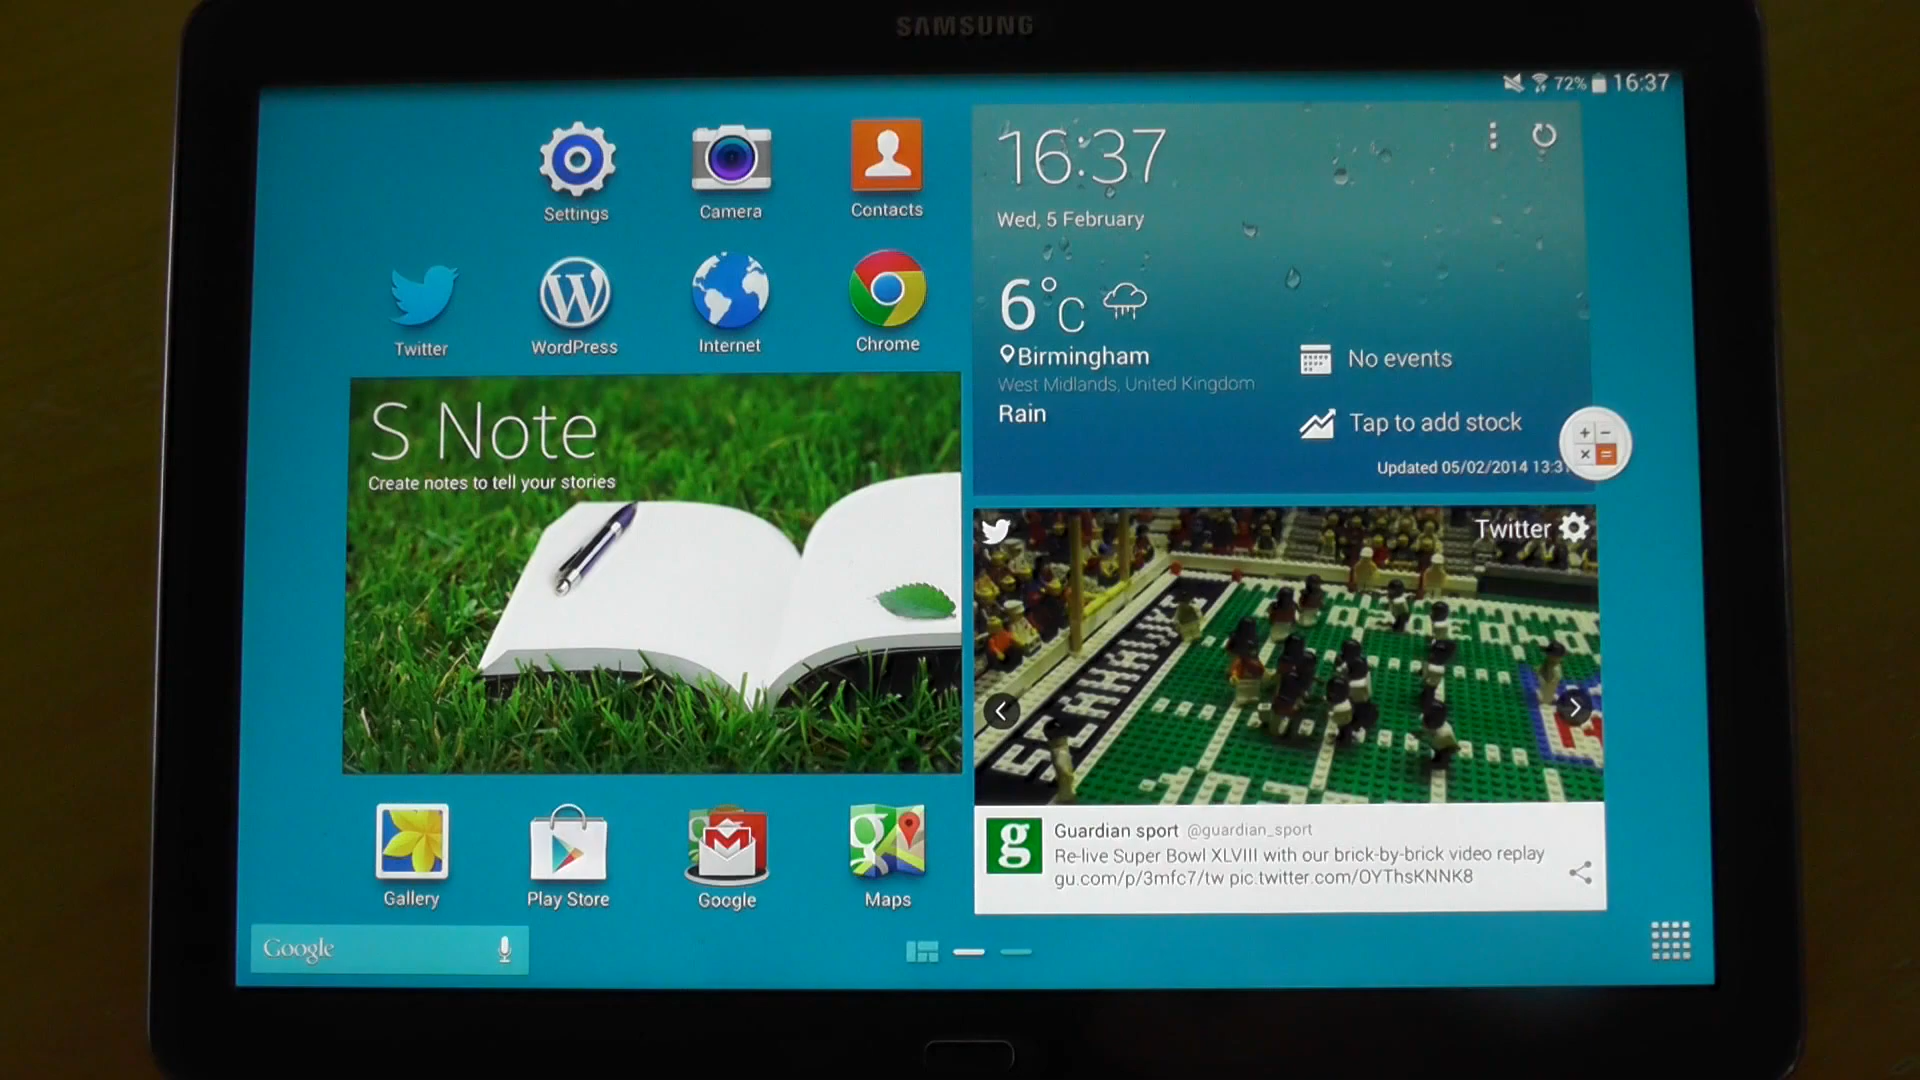 SAMSUNG
72% 16:37
Settings
Camera
Contacts
Twitter
WordPress
Internet
Chrome
16:37
Wed, 5 February
6°C
Birmingham
West Midlands, United Kingdom
Rain
No events
Tap to add stock
Updated 05/02/2014 13:31
S Note
Create notes to tell your stories
Twitter
g
Guardian sport @guardian_sport
Re-live Super Bowl XLVIII with our brick-by-brick video replay
gu.com/p/3mfc7/tw pic.twitter.com/OYThsKNNK8
Gallery
Play Store
Google
Maps
Google